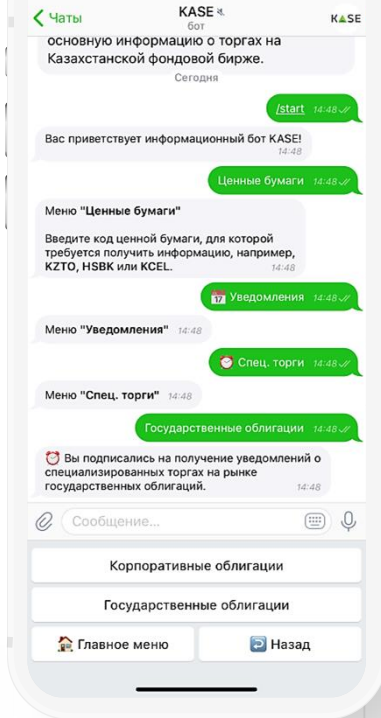 Чаты
KASE
бот
KASE
основную информацию о торгах на
Казахстанской фондовой бирже.
Сегодня
/start 14:48
Вас приветствует информационный бот KASE!
14:48
Ценные бумаги 14:48
Меню "Ценные бумаги"
Введите код ценной бумаги, для которой
требуется получить информацию, например,
KZTO, HSBK или KCEL. 14:48
17 Уведомления 14:48
Меню "Уведомления" 14:48
Спец. торги 14:48
Меню "Спец. торги" 14:48
Государственные облигации 14:48
Вы подписались на получение уведомлений о
специализированных торгах на рынке
государственных облигаций. 14:48
Сообщение...
Корпоративные облигации
Государственные облигации
Главное меню
Назад